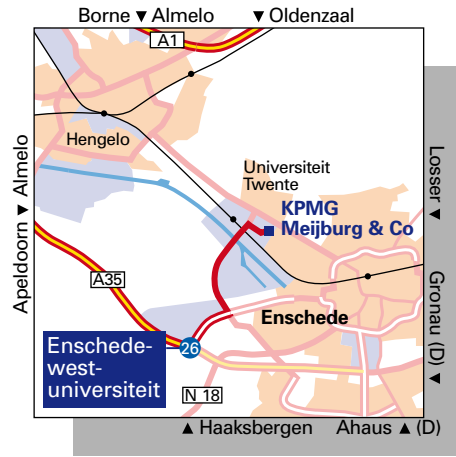 Borne ▼ Almelo ▼ Oldenzaal
A1
Hengelo
Universiteit
Twente
KPMG
Meijburg & Co
Apeldoorn ▼ Almelo
Losser ▲
Gronau (D) ▲
A35
Enschede
26
Enschede-
west-
universiteit
N 18
▲ Haaksbergen Ahaus ▲ (D)